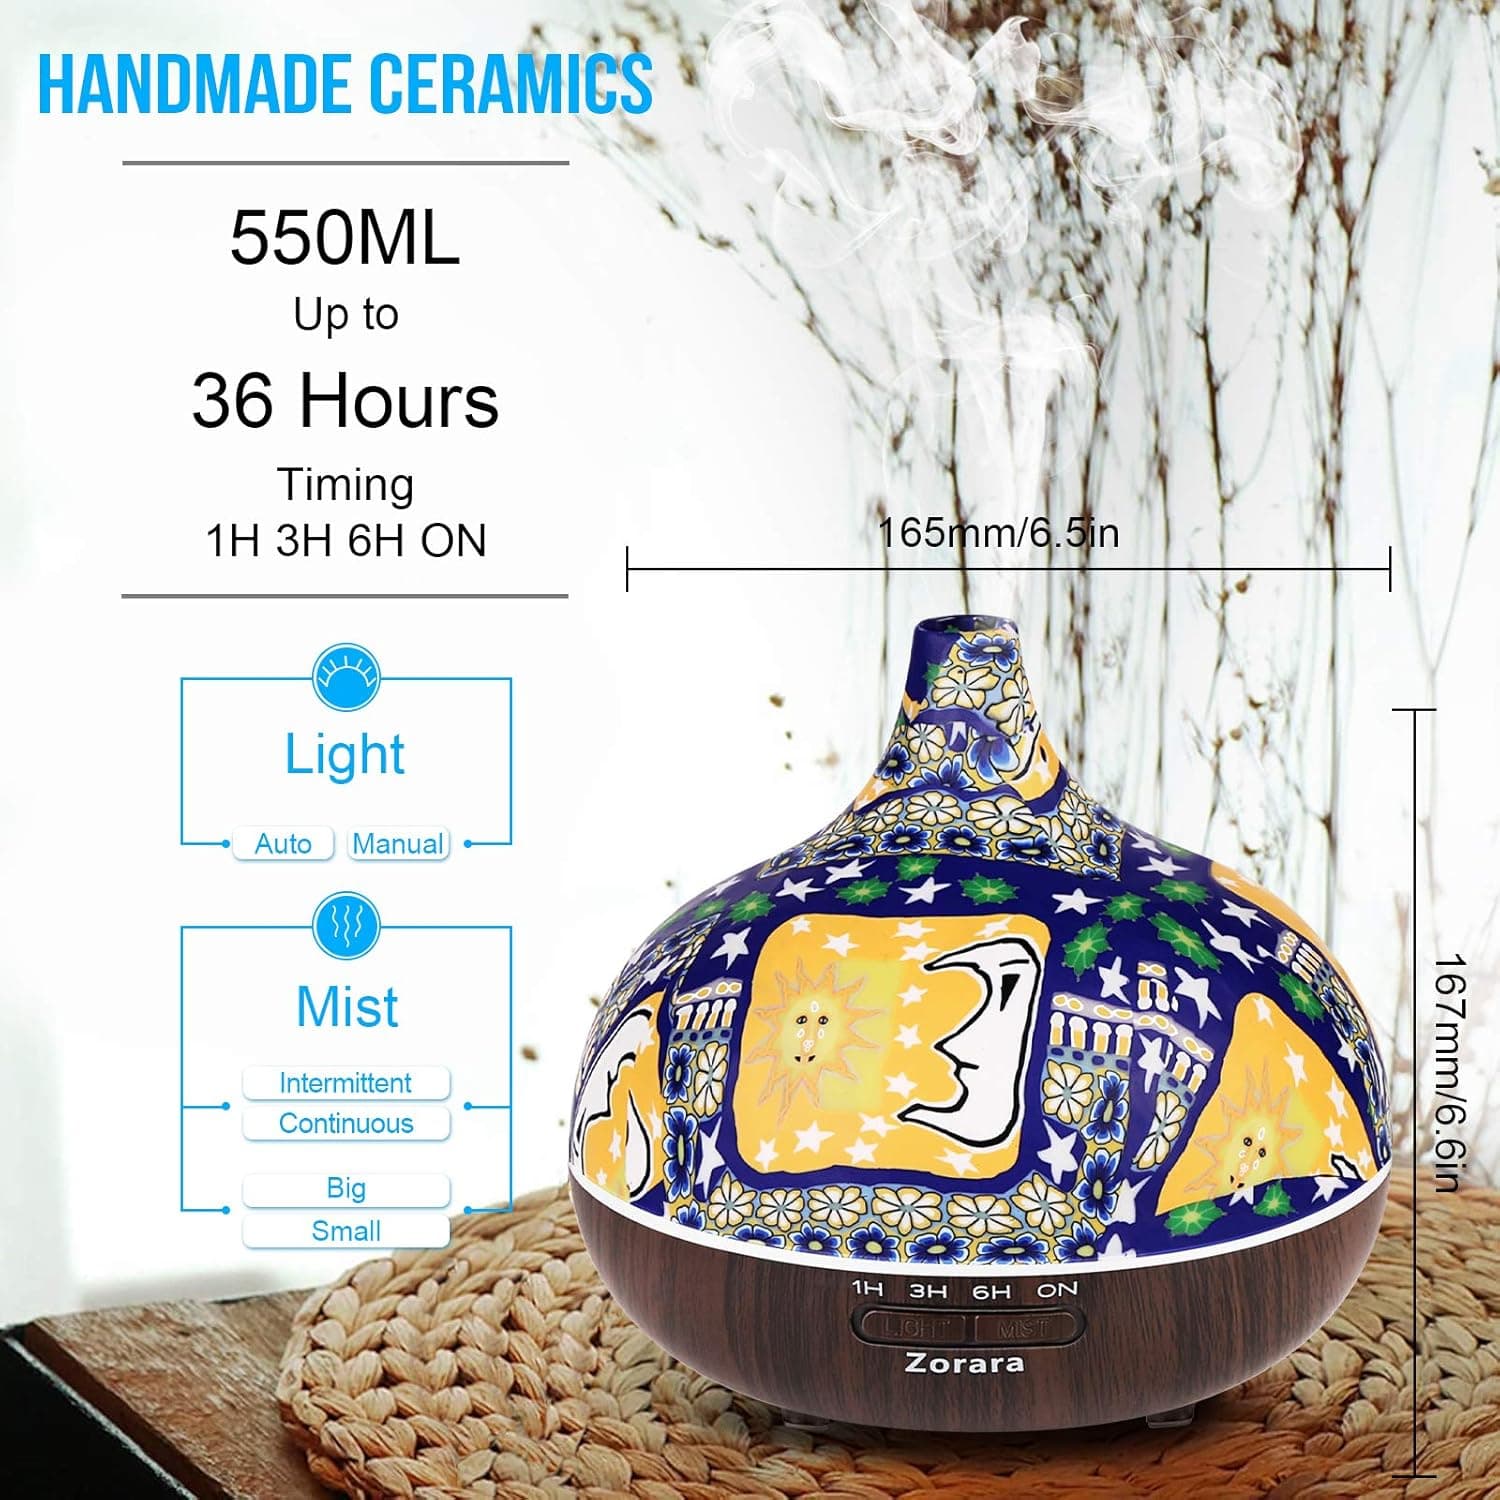 HANDMADE CERAMICS
550ML
Up to
36 Hours
Timing
1H 3H 6H ON
165mm/6.5in
Light
Auto Manual
Mist
Intermittent
Continuous
Big
Small
167mm/6.6in
1H 3H 6H ON
LIGHT MIST
Zorara